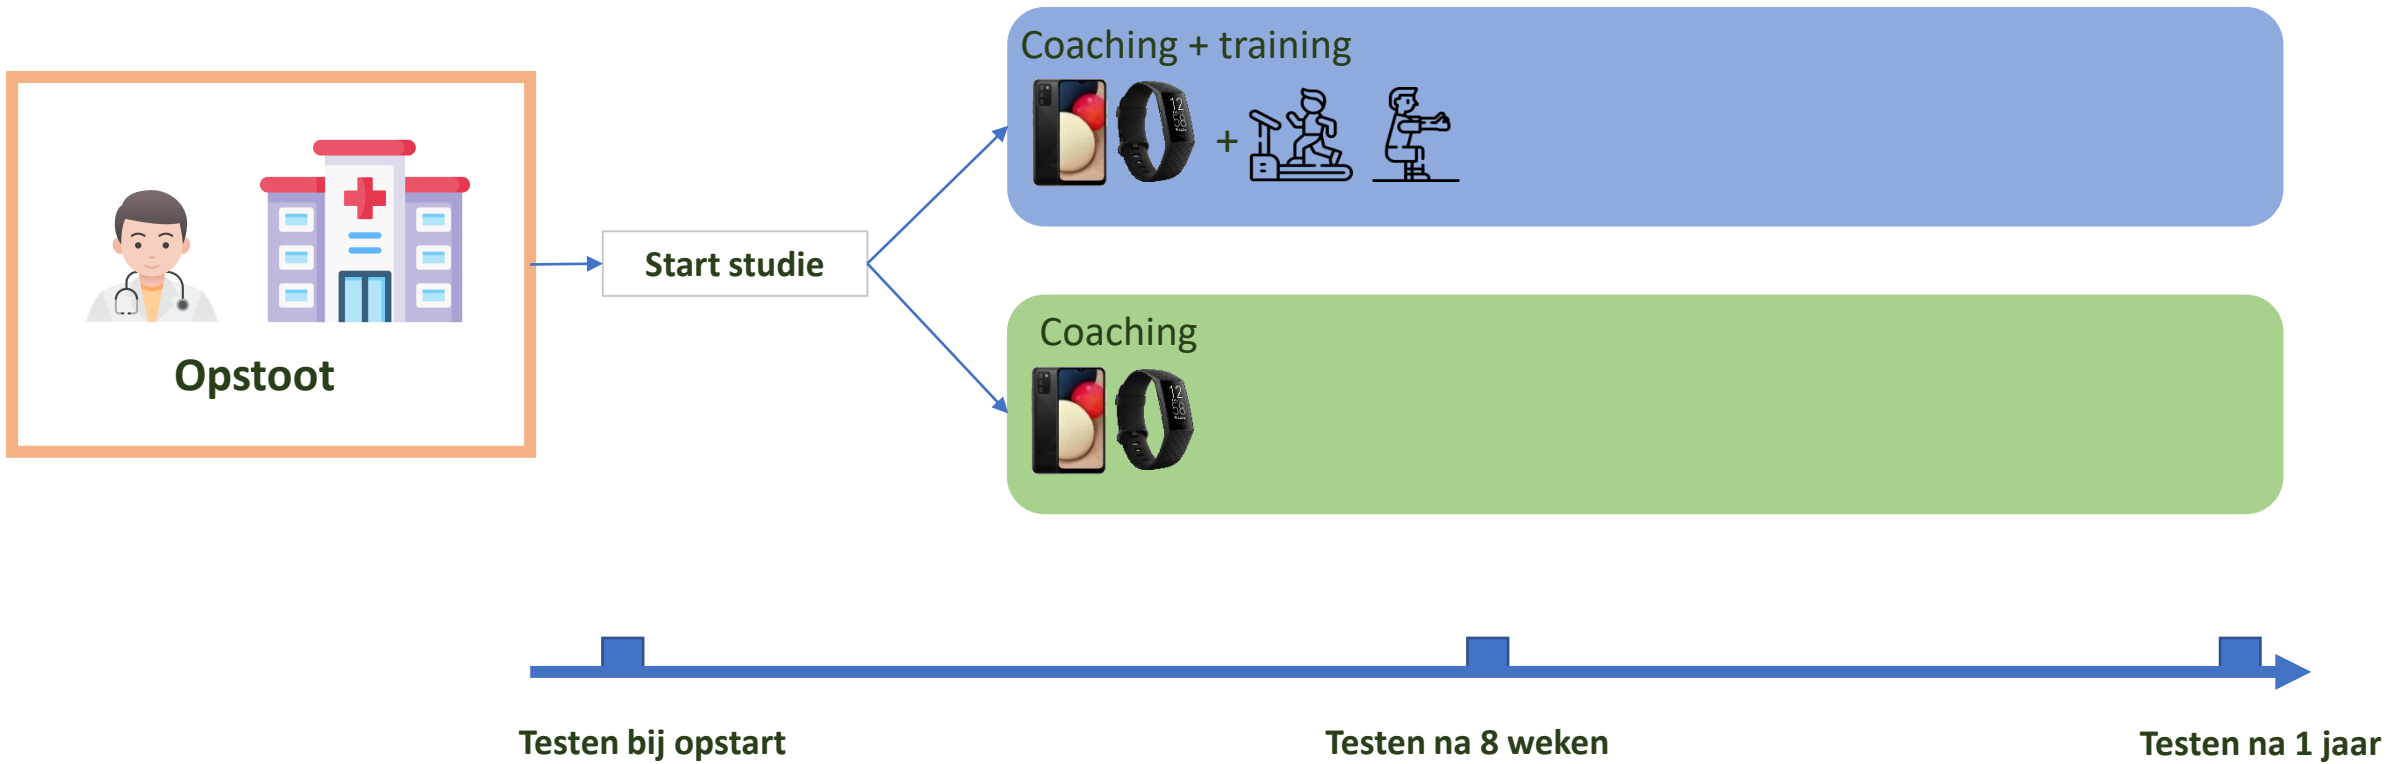 Coaching + training
+
Opstoot
Start studie
Coaching
Testen bij opstart
Testen na 8 weken
Testen na 1 jaar